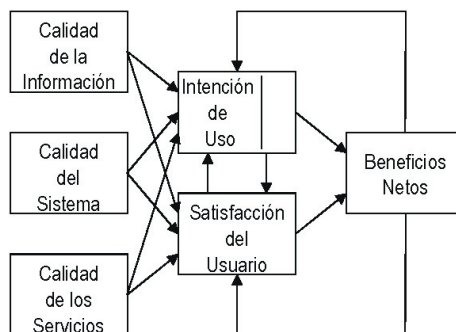 Calidad
de la
Información
Calidad
del
Sistema
Calidad
de los
Servicios
Intención
de
Uso
Satisfacción
del
Usuario
Beneficios
Netos